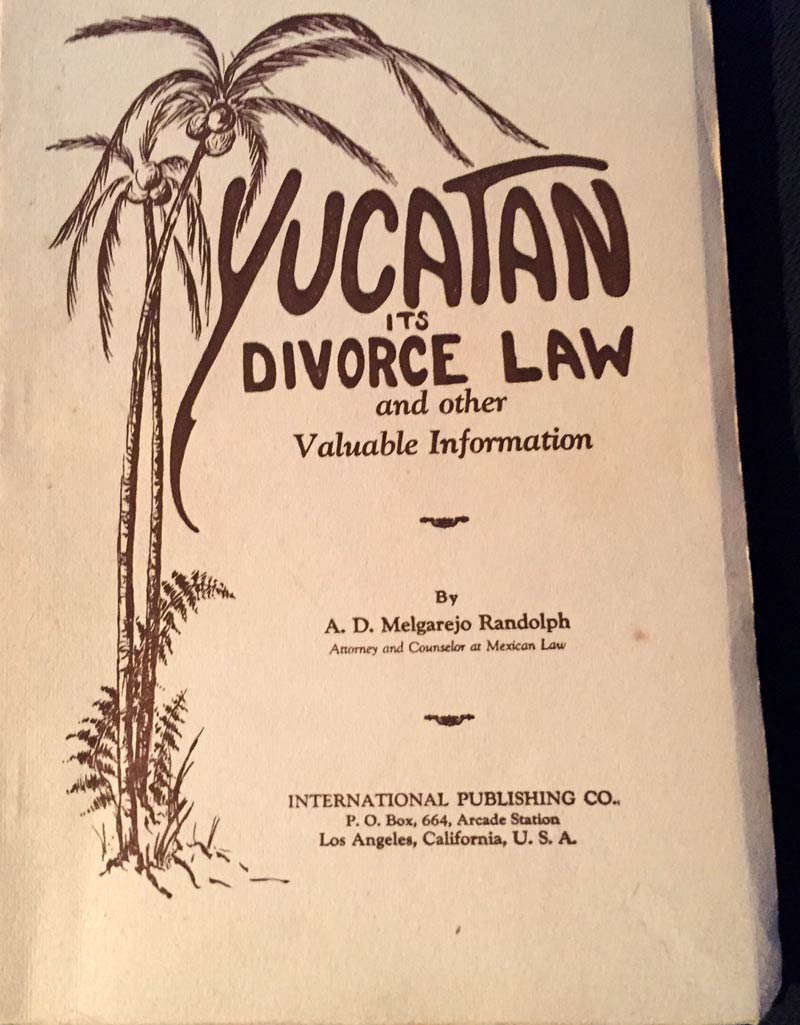 YUCATAN
ITS
DIVORCE LAW
and other
Valuable Information
By
A. D. Melgarejo Randolph
Attorney and Counselor at Mexican Law
INTERNATIONAL PUBLISHING CO..
P. O. Box, 664, Arcade Station
Los Angeles, California, U. S. A.